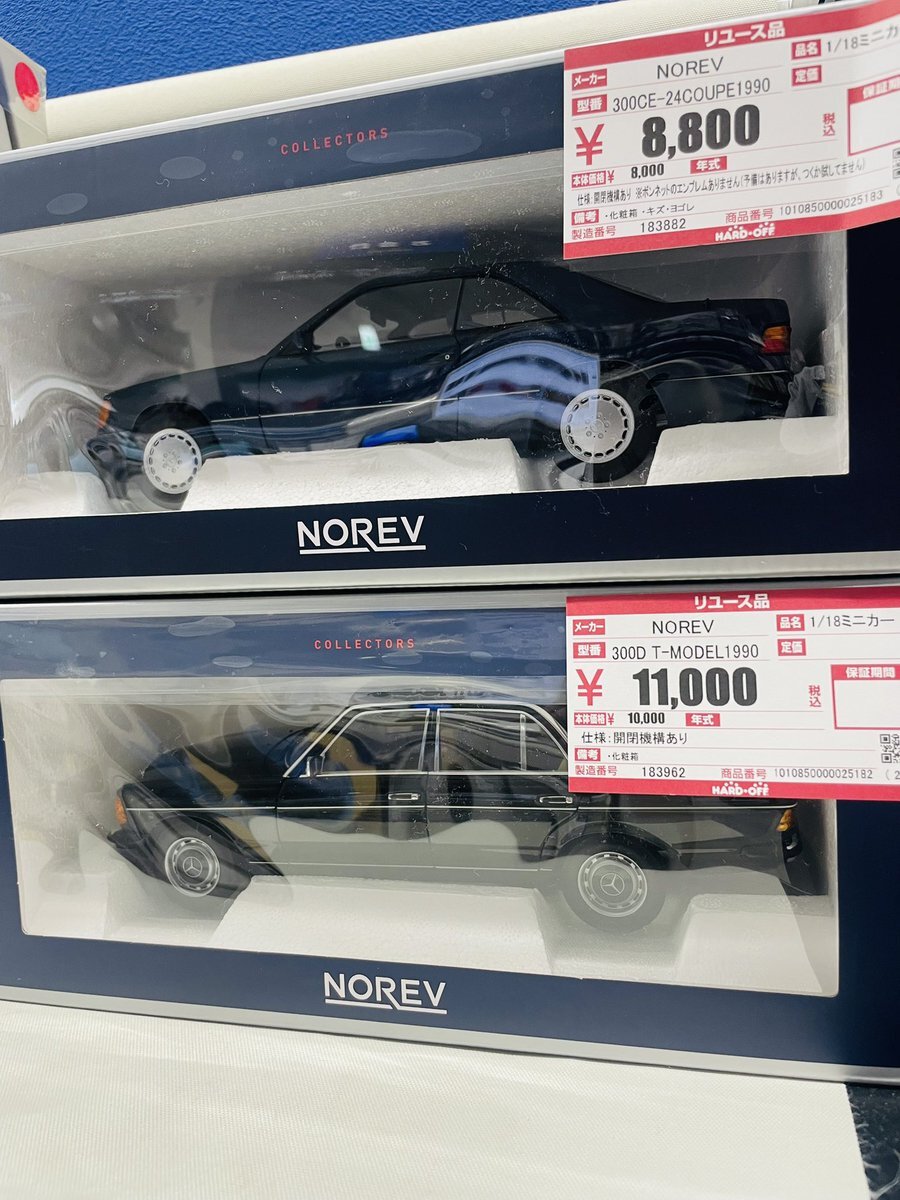 COLLECTORS
リユース品
メーカー NOREV 品名 1/18ミニカ
型番 300CE-24COUPE1990 定価
¥ 8,800 税込 保証期
本体価格¥ 8,000 年式
仕様:開閉機構あり ※ボンネットのエンブレムありません(予備はありますが、つくか試してません)
備考 ・化粧箱 ・キズ・ヨゴレ
製造番号 183882 商品番号 1010850000025183
HARD・OFF
NOREV
COLLECTORS
リユース品
メーカー NOREV 品名 1/18ミニカー
型番 300D T-MODEL1990 定価
¥ 11,000 税込 保証期間
本体価格¥ 10,000 年式
仕様:開閉機構あり
備考 ・化粧箱
製造番号 183962 商品番号 1010850000025182 (2
HARD・OFF
NOREV